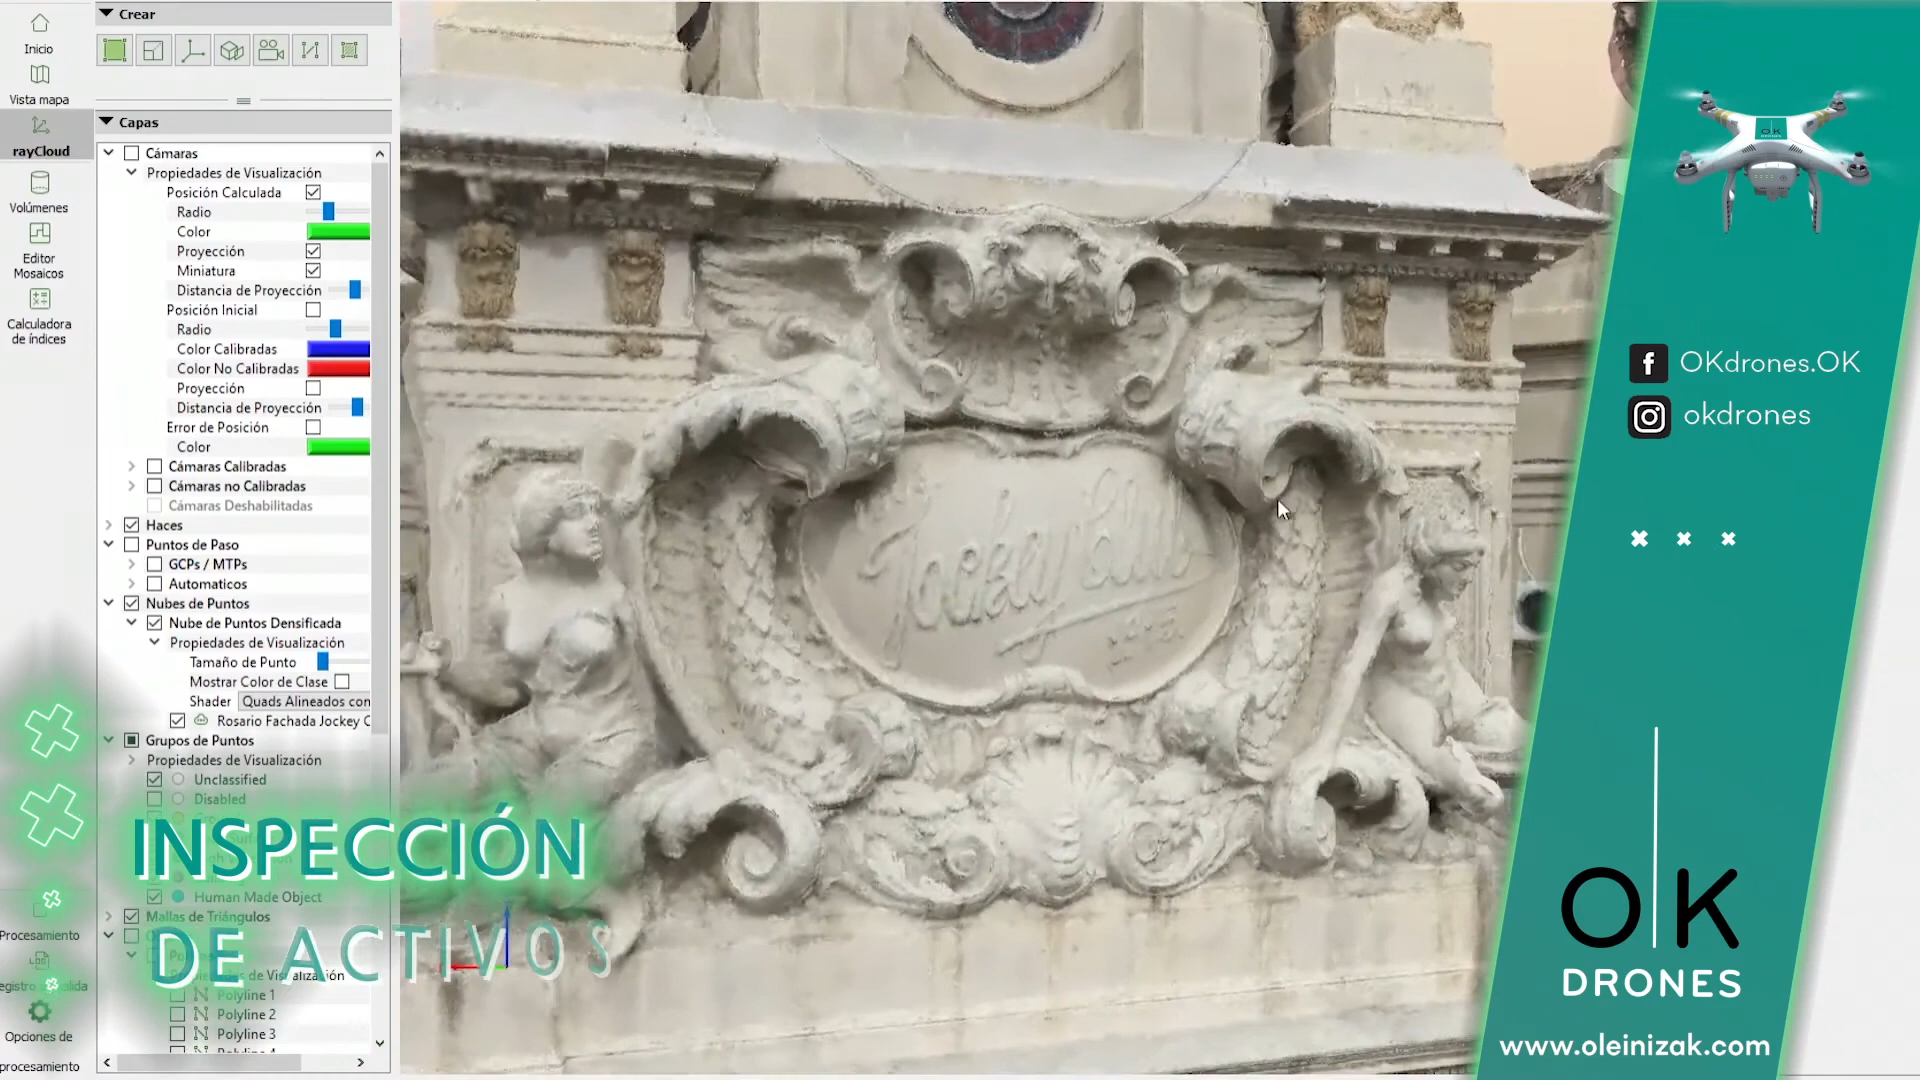 Crear
Inicio
Vista mapa
Capas
rayCloud
Volúmenes
Editor
Mosaicos
Calculadora
de índices
Cámaras
Propiedades de Visualización
Posición Calculada
Radio
Color
Proyección
Miniatura
Distancia de Proyección
Posición Inicial
Radio
Color Calibradas
Color No Calibradas
Proyección
Distancia de Proyección
Error de Posición
Color
Cámaras Calibradas
Cámaras no Calibradas
Cámaras Deshabilitadas
Haces
Puntos de Paso
GCPs / MTPs
Automaticos
Nubes de Puntos
Nube de Puntos Densificada
Propiedades de Visualización
Tamaño de Punto
Mostrar Color de Clase
Shader Quads Alineados con
Rosario Fachada Jockey C
Grupos de Puntos
Propiedades de Visualización
Unclassified
Disabled
Human Made Object
Mallas de Triángulos
Polyline 1
Polyline 2
Polyline 3
Procesamiento
Opciones de
procesamiento
INSPECCIÓN
DE ACTIVOS
Jockey Club
OK
DRONES
OKdrones.OK
okdrones
OK
DRONES
www.oleinizak.com